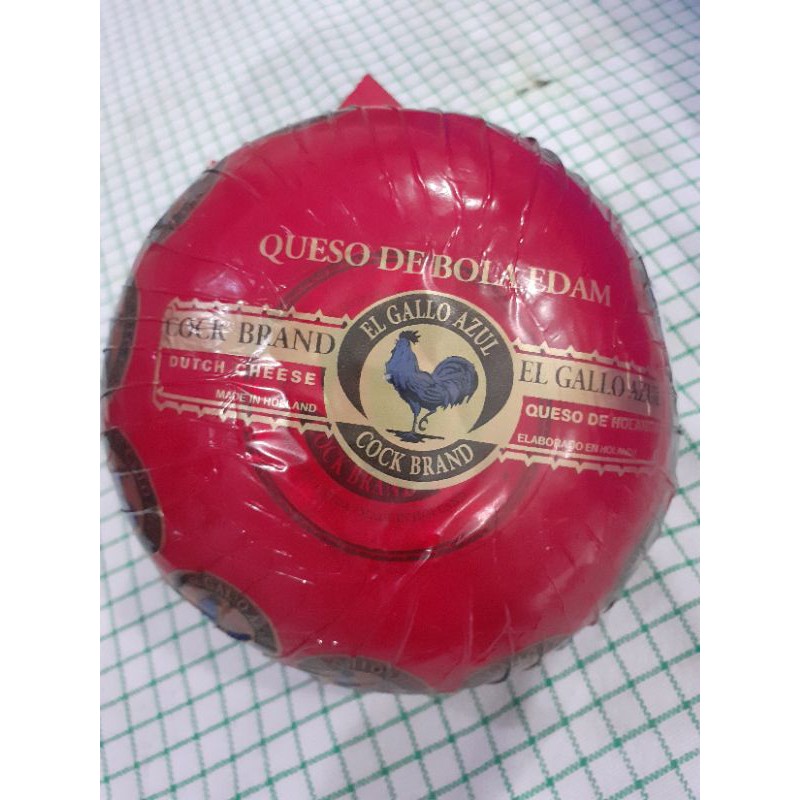 QUESO DE BOLA EDAM
EL GALLO AZUL
COCK BRAND
DUTCH CHEESE
MADE IN HOLLAND
COCK BRAND
EL GALLO AZUL
QUESO DE HOLANDA
ELABORADO EN HOLANDA
COCK BRAND